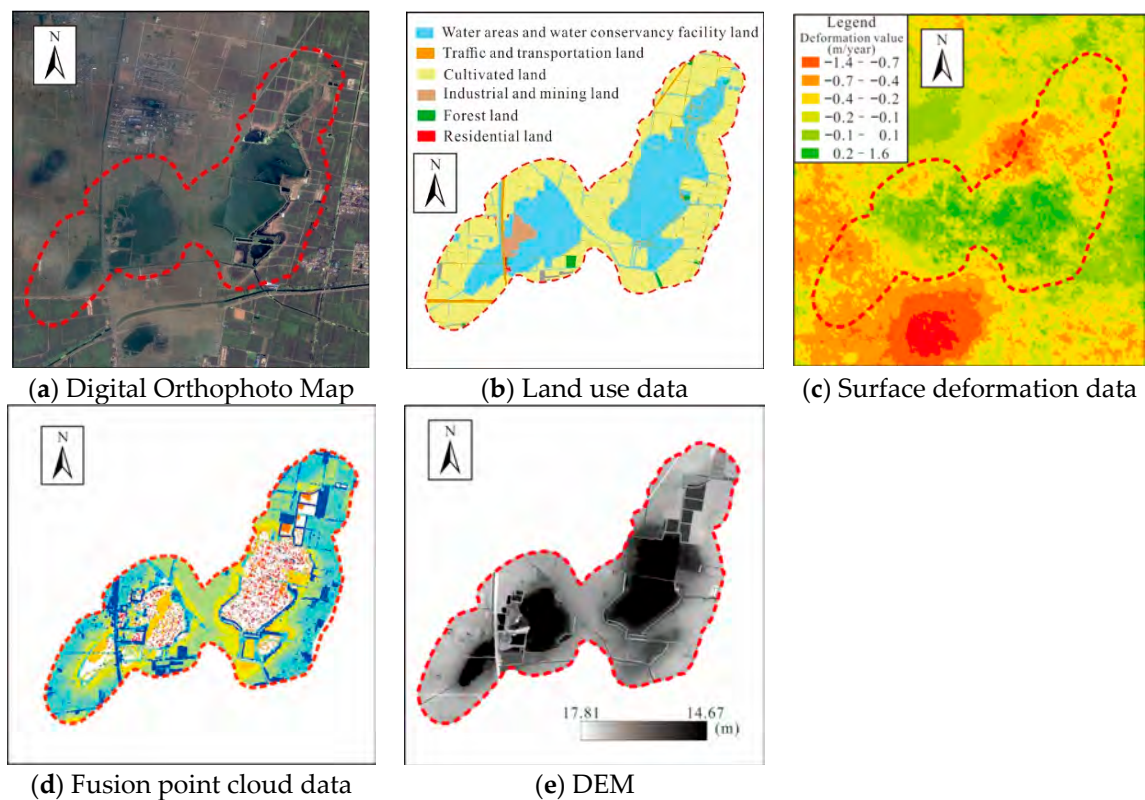 N
Water areas and water conservancy facility land
Traffic and transportation land
Cultivated land
Industrial and mining land
Forest land
Residential land
N
Legend
Deformation value
(m/year)
−1.4 – −0.7
−0.7 – −0.4
−0.4 – −0.2
−0.2 – −0.1
−0.1 – 0.1
0.2 – 1.6
N
(a) Digital Orthophoto Map
(b) Land use data
(c) Surface deformation data
N
N
17.81
14.67
(m)
(d) Fusion point cloud data
(e) DEM